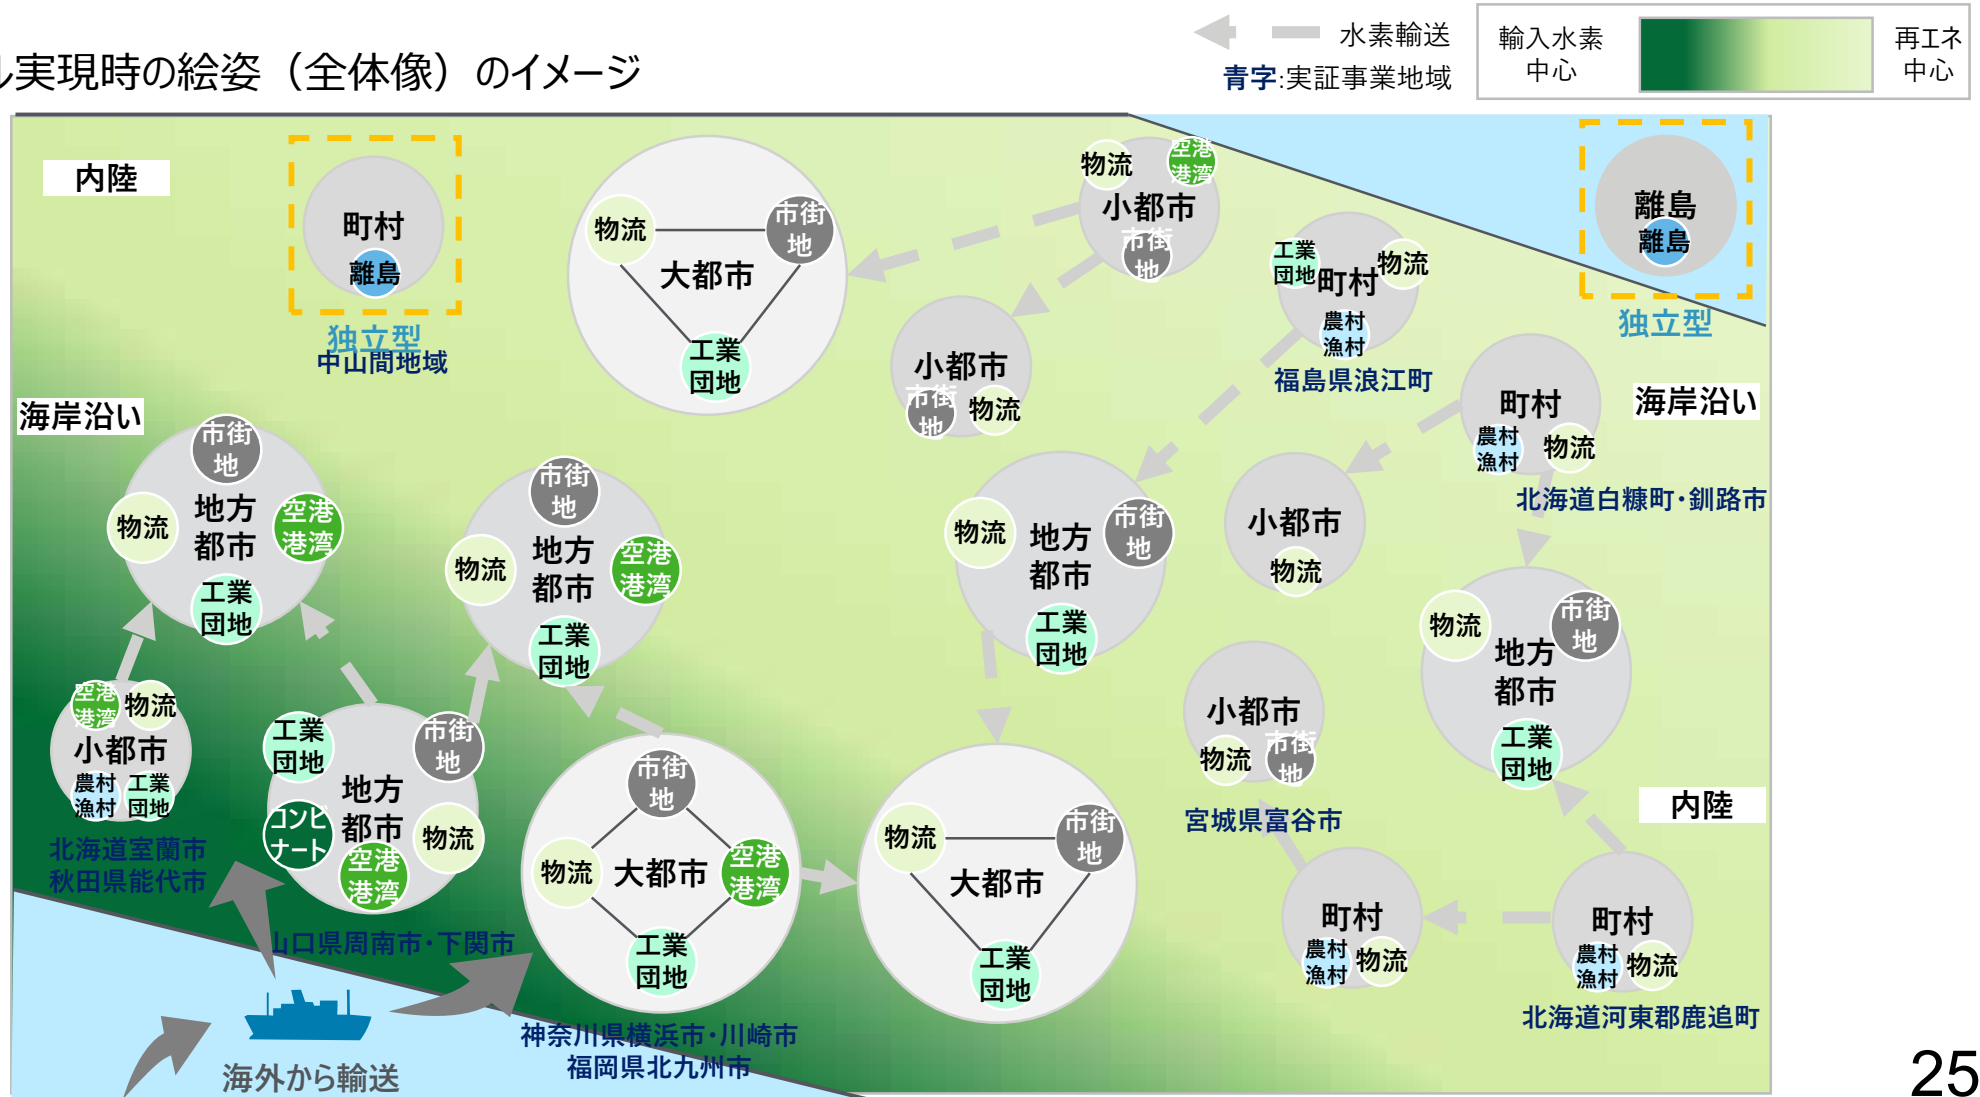 ル実現時の絵姿（全体像）のイメージ
水素輸送
青字:実証事業地域
輸入水素
中心
再エネ
中心
内陸
町村
離島
独立型
中山間地域
物流
市街
地
大都市
工業
団地
物流
空港
港湾
小都市
市街
地
小都市
市街
地
物流
工業
団地
物流
町村
農村
漁村
福島県浪江町
離島
離島
独立型
海岸沿い
町村
農村
漁村
物流
北海道白糠町・釧路市
海岸沿い
市街
地
物流
地方
都市
空港
港湾
工業
団地
市街
地
物流
地方
都市
空港
港湾
工業
団地
物流
市街
地
地方
都市
工業
団地
小都市
物流
物流
市街
地
地方
都市
工業
団地
内陸
空港
港湾
物流
小都市
農村
漁村
工業
団地
北海道室蘭市
秋田県能代市
工業
団地
市街
地
地方
都市
コンビ
ナート
物流
空港
港湾
山口県周南市・下関市
市街
地
物流
大都市
空港
港湾
工業
団地
神奈川県横浜市・川崎市
福岡県北九州市
物流
市街
地
大都市
工業
団地
小都市
物流
市街
地
宮城県富谷市
町村
農村
漁村
物流
町村
農村
漁村
物流
北海道河東郡鹿追町
海外から輸送
25